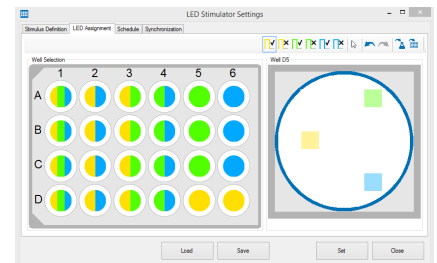 LED Stimulator Settings
Stimulus Definition LED Assignment Schedule Synchronization
Well Selection
Well D5
1 2 3 4 5 6
A
B
C
D
Load Save Set Close